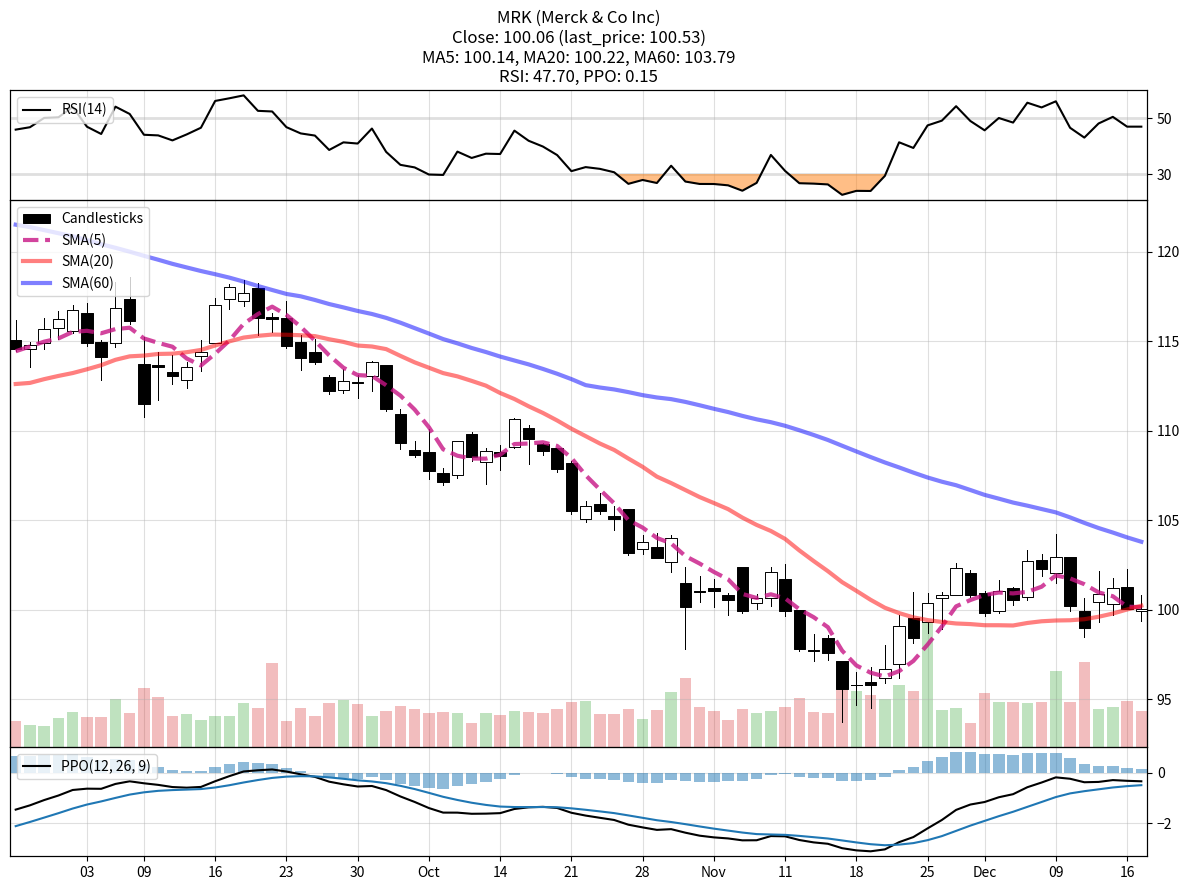 MRK (Merck & Co Inc)
Close: 100.06 (last_price: 100.53)
MA5: 100.14, MA20: 100.22, MA60: 103.79
RSI: 47.70, PPO: 0.15
RSI(14)
50
30
Candlesticks
SMA(5)
SMA(20)
SMA(60)
120
115
110
105
100
95
PPO(12, 26, 9)
0
−2
03 09 16 23 30 Oct 14 21 28 Nov 11 18 25 Dec 09 16